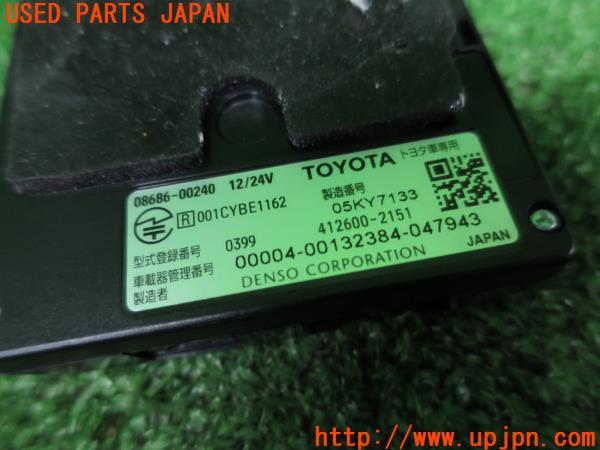 USED PARTS JAPAN
08686-00240 12/24V TOYOTA トヨタ車専用
R 001CYBE1162 製造番号 05KY7133
412600-2151
型式登録番号 0399
車載器管理番号 00004-00132384-047943
製造者 DENSO CORPORATION JAPAN
http://www.upjpn.com